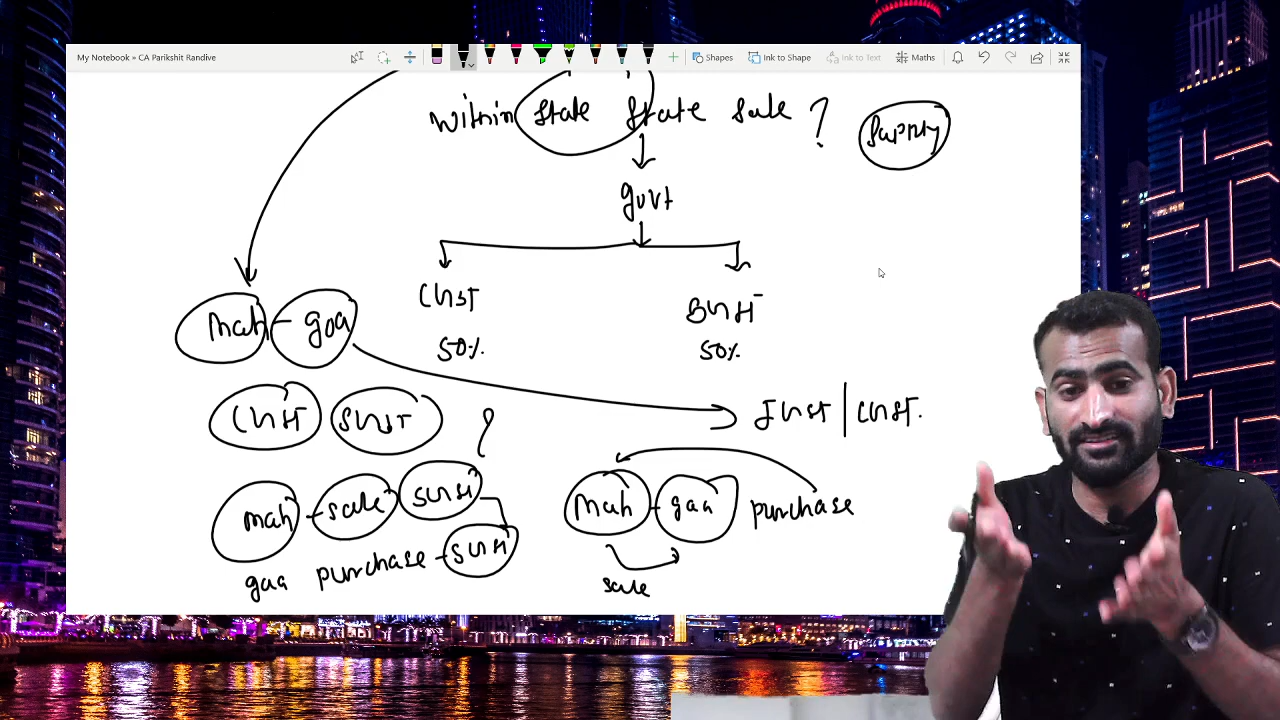 My Notebook » CA Parikshit Randive
Shapes Ink to Shape Ink to Text Maths
Within State State Sale ?
Supply
govt
CGST SGST
50% 50%
Mah - goa
CGST SGST ? IGST | CGST.
Mah - sale SGST
goa purchase - SGST
Mah - goa purchase
sale